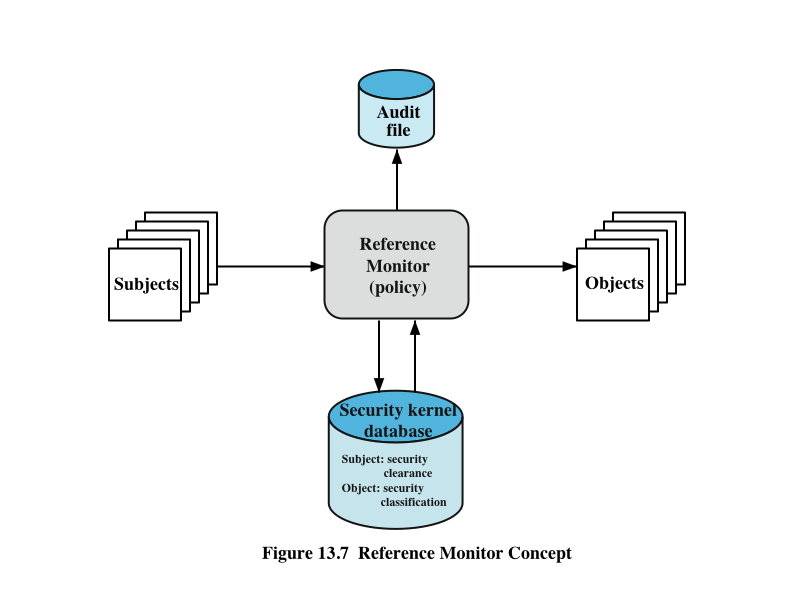 Audit
file
Reference
Monitor
(policy)
Subjects
Objects
Security kernel
database
Subject: security
clearance
Object: security
classification
Figure 13.7 Reference Monitor Concept